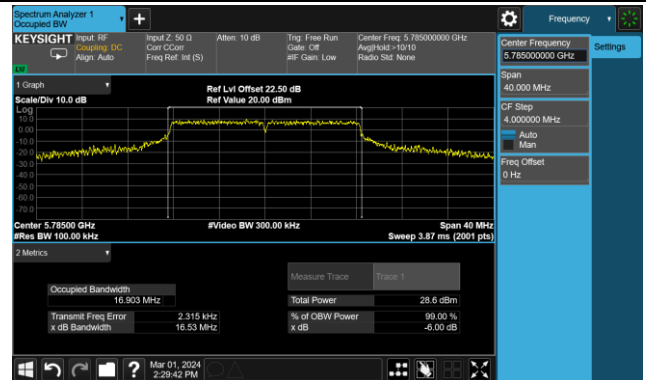 Spectrum Analyzer 1
Occupied BW
Frequency
KEYSIGHT
Input: RF
Coupling: DC
Align: Auto
Input Z: 50 Ω
Corr CCorr
Freq Ref: Int (S)
Atten: 10 dB
Trig: Free Run
Gate: Off
#IF Gain: Low
Center Freq: 5.785000000 GHz
Avg|Hold:>10/10
Radio Std: None
LW
Center Frequency
5.785000000 GHz
Settings
Span
40.000 MHz
CF Step
4.000000 MHz
Auto
Man
Freq Offset
0 Hz
1 Graph
Scale/Div 10.0 dB
Ref Lvl Offset 22.50 dB
Ref Value 20.00 dBm
Log
10.0
0.00
-10.0
-20.0
-30.0
-40.0
-50.0
-60.0
-70.0
Center 5.78500 GHz
#Res BW 100.00 kHz
#Video BW 300.00 kHz
Span 40 MHz
Sweep 3.87 ms (2001 pts)
2 Metrics
Measure Trace
Trace 1
Occupied Bandwidth
16.903 MHz
Total Power
28.6 dBm
Transmit Freq Error
2.315 kHz
% of OBW Power
99.00 %
x dB Bandwidth
16.53 MHz
x dB
-6.00 dB
Mar 01, 2024
2:29:42 PM